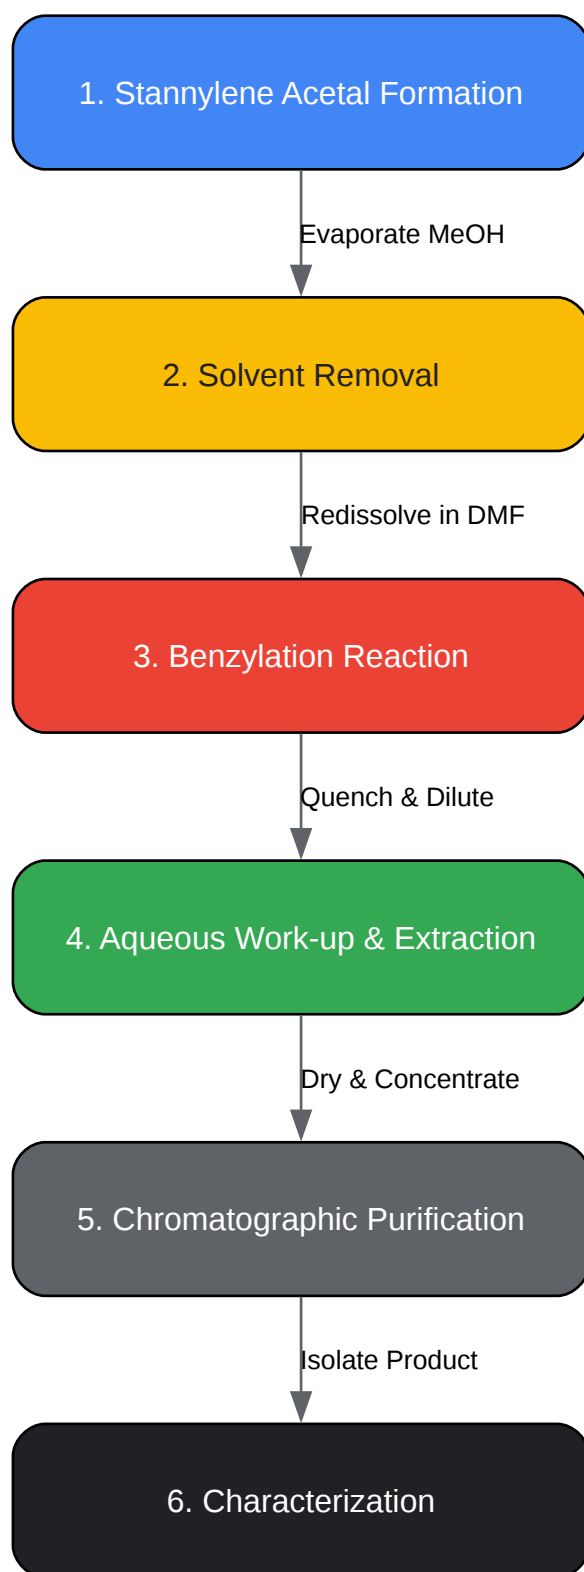 1. Stannylene Acetal Formation
Evaporate MeOH
2. Solvent Removal
Redissolve in DMF
3. Benzylation Reaction
Quench & Dilute
4. Aqueous Work-up & Extraction
Dry & Concentrate
5. Chromatographic Purification
Isolate Product
6. Characterization